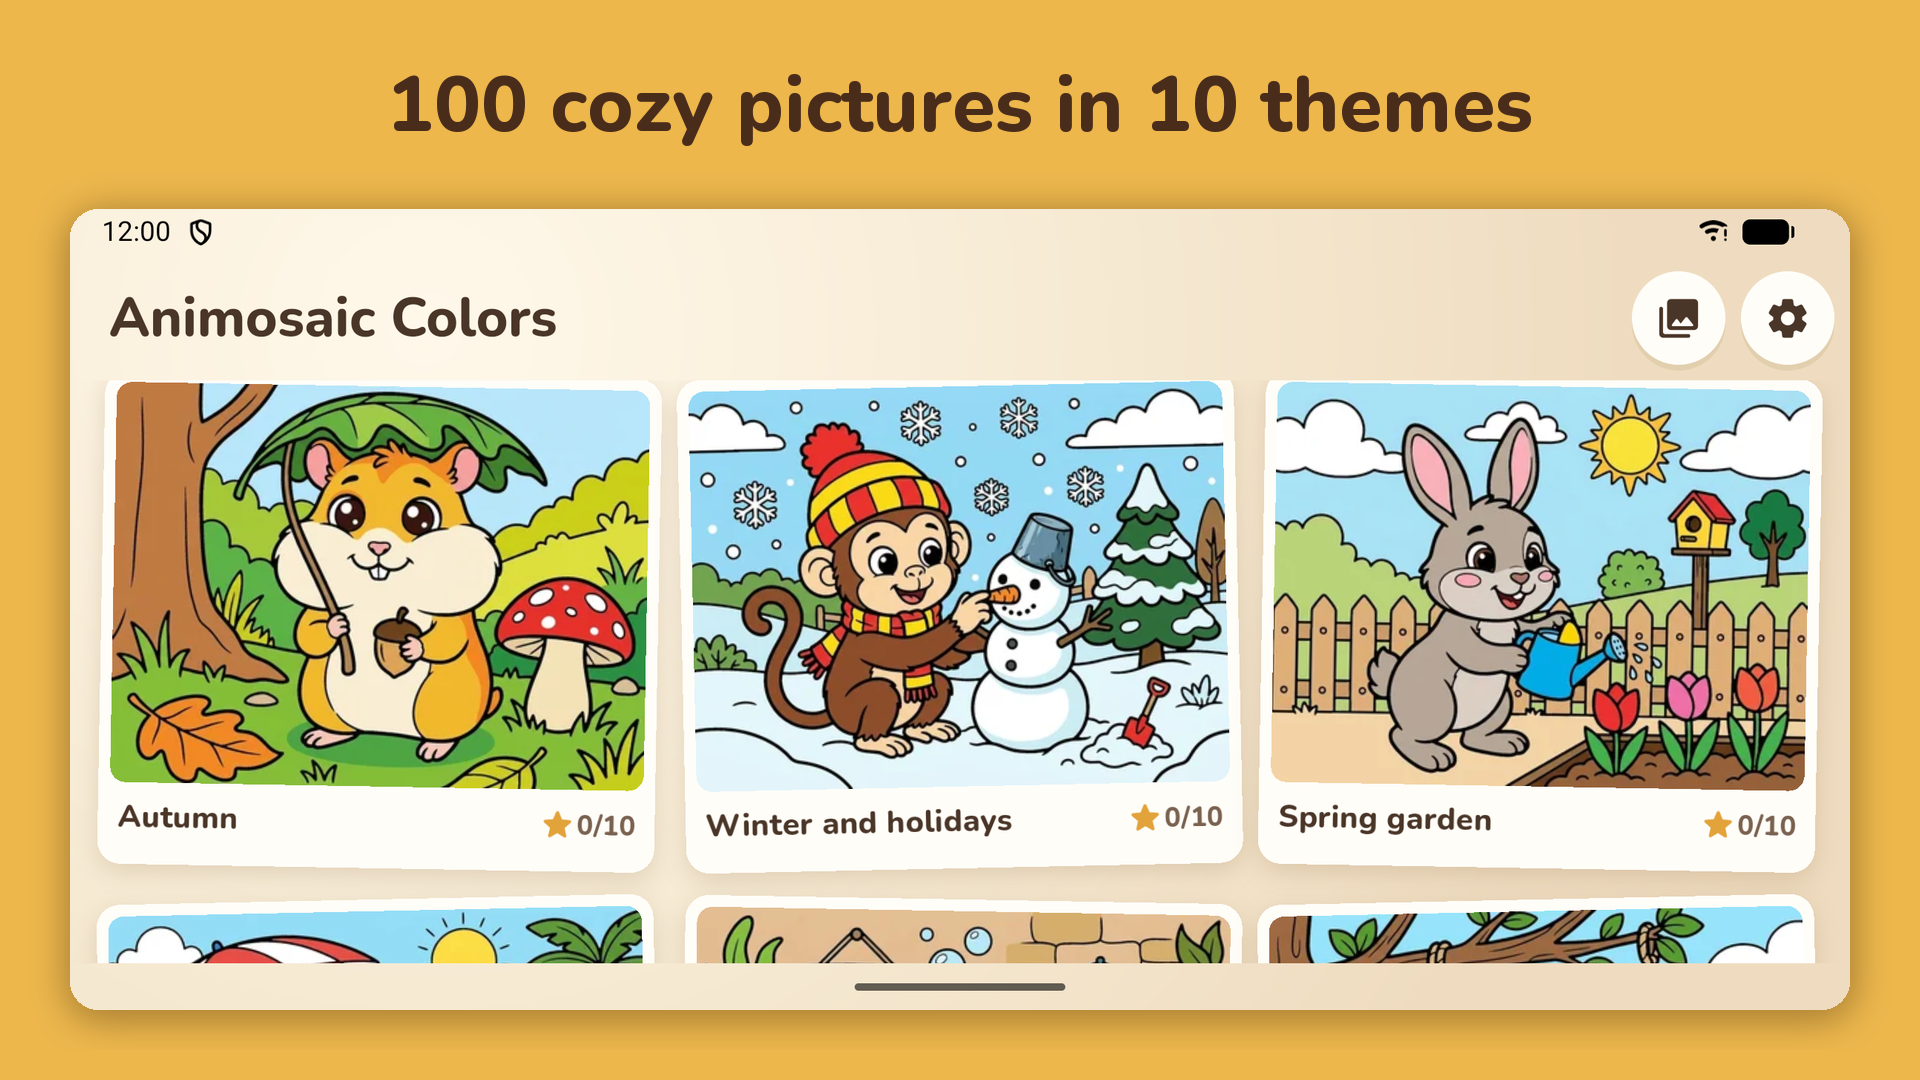 100 cozy pictures in 10 themes
12:00
Animosaic Colors
Autumn
0/10
Winter and holidays
0/10
Spring garden
0/10